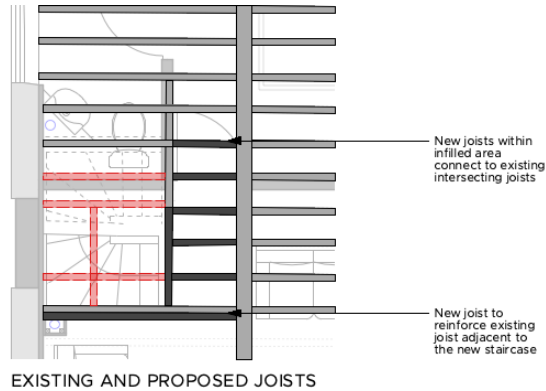 New joists within
infilled area
connect to existing
intersecting joists
New joist to
reinforce existing
joist adjacent to
the new staircase
EXISTING AND PROPOSED JOISTS